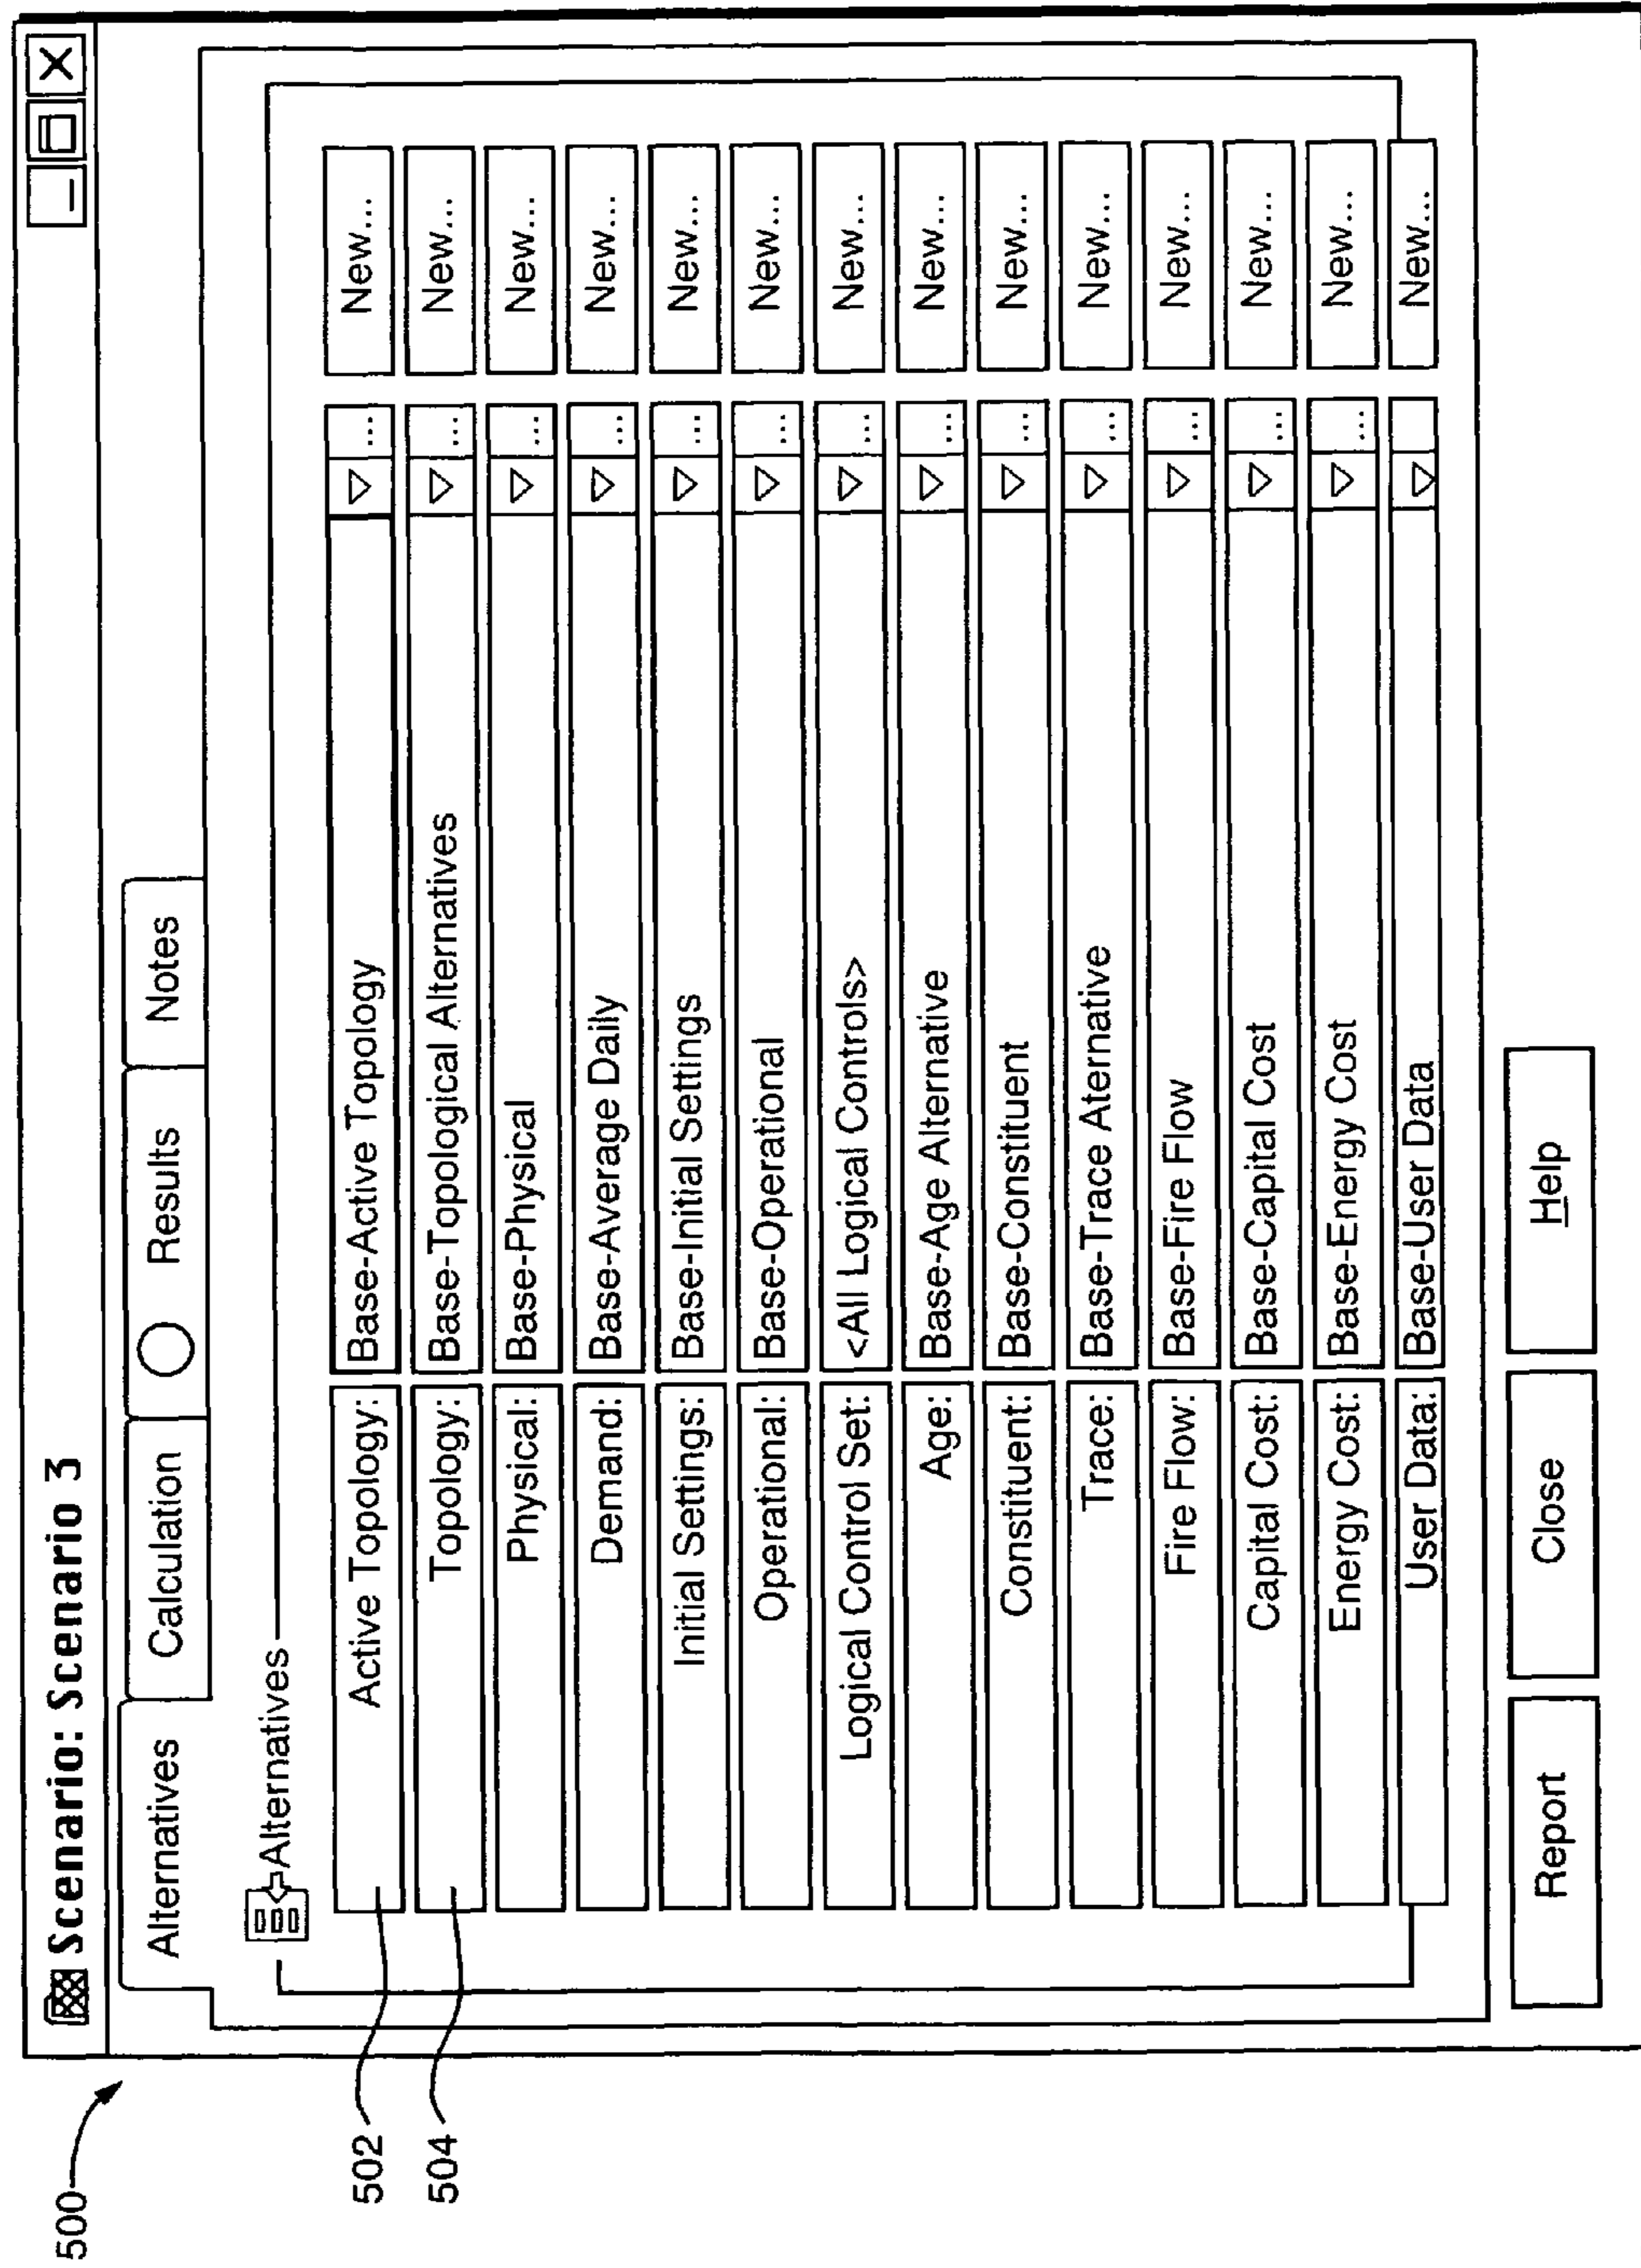 500
Scenario: Scenario 3
Alternatives Calculation Results Notes
Alternatives
502 Active Topology: Base-Active Topology ... New...
504 Topology: Base-Topological Alternatives ... New...
Physical: Base-Physical ... New...
Demand: Base-Average Daily ... New...
Initial Settings: Base-Initial Settings ... New...
Operational: Base-Operational ... New...
Logical Control Set: <All Logical Controls> ... New...
Age: Base-Age Alternative ... New...
Constituent: Base-Constituent ... New...
Trace: Base-Trace Aternative ... New...
Fire Flow: Base-Fire Flow ... New...
Capital Cost: Base-Capital Cost ... New...
Energy Cost: Base-Energy Cost ... New...
User Data: Base-User Data New...
Report Close Help